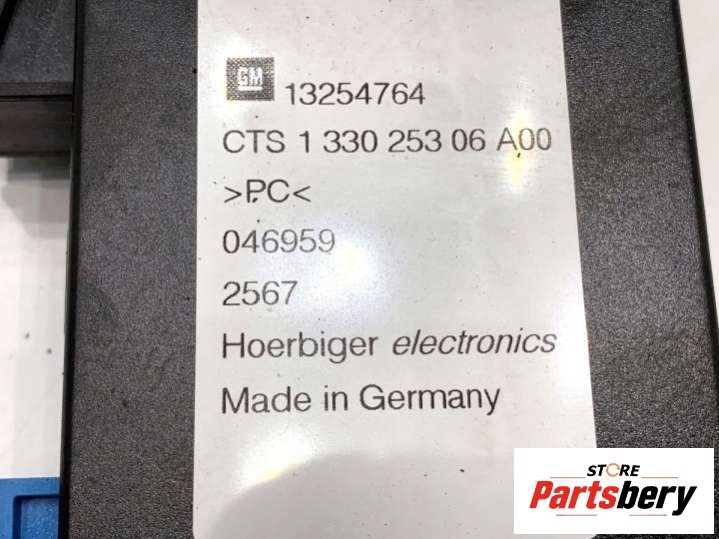 GM 13254764
CTS 1 330 253 06 A00
>PC<
046959
2567
Hoerbiger electronics
Made in Germany
STORE
Partsbery